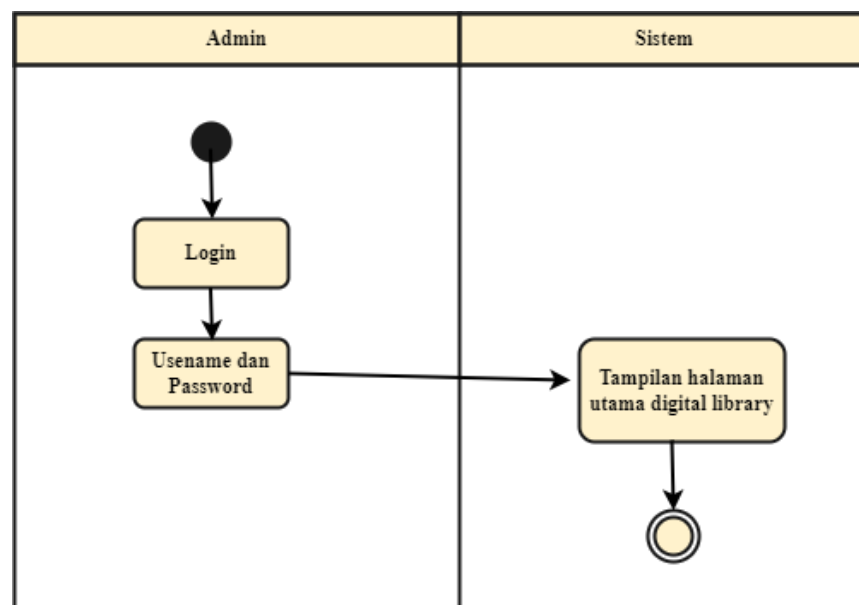 Admin
Sistem
Login
Usename dan
Password
Tampilan halaman
utama digital library